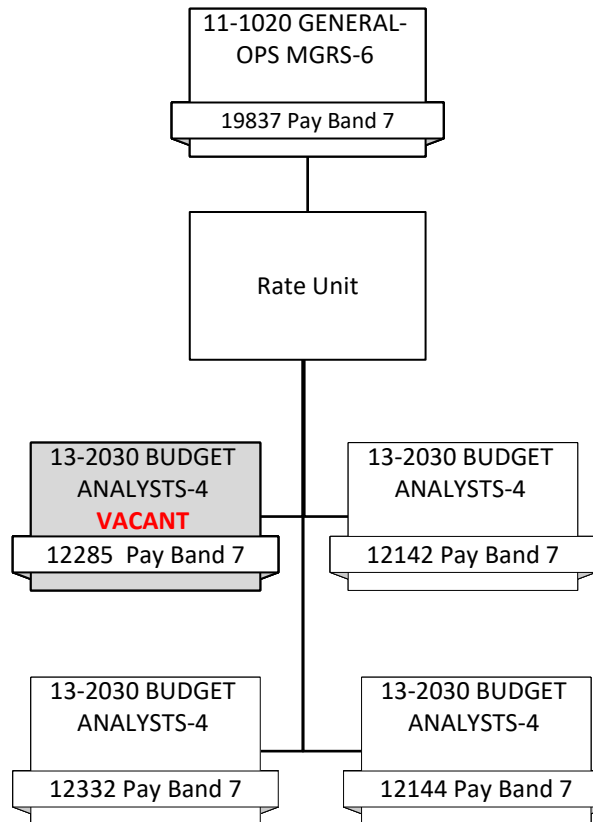 11-1020 GENERAL-
OPS MGRS-6
19837 Pay Band 7
Rate Unit
13-2030 BUDGET
ANALYSTS-4
VACANT
12285  Pay Band 7
13-2030 BUDGET
ANALYSTS-4
12142 Pay Band 7
13-2030 BUDGET
ANALYSTS-4
12332 Pay Band 7
13-2030 BUDGET
ANALYSTS-4
12144 Pay Band 7